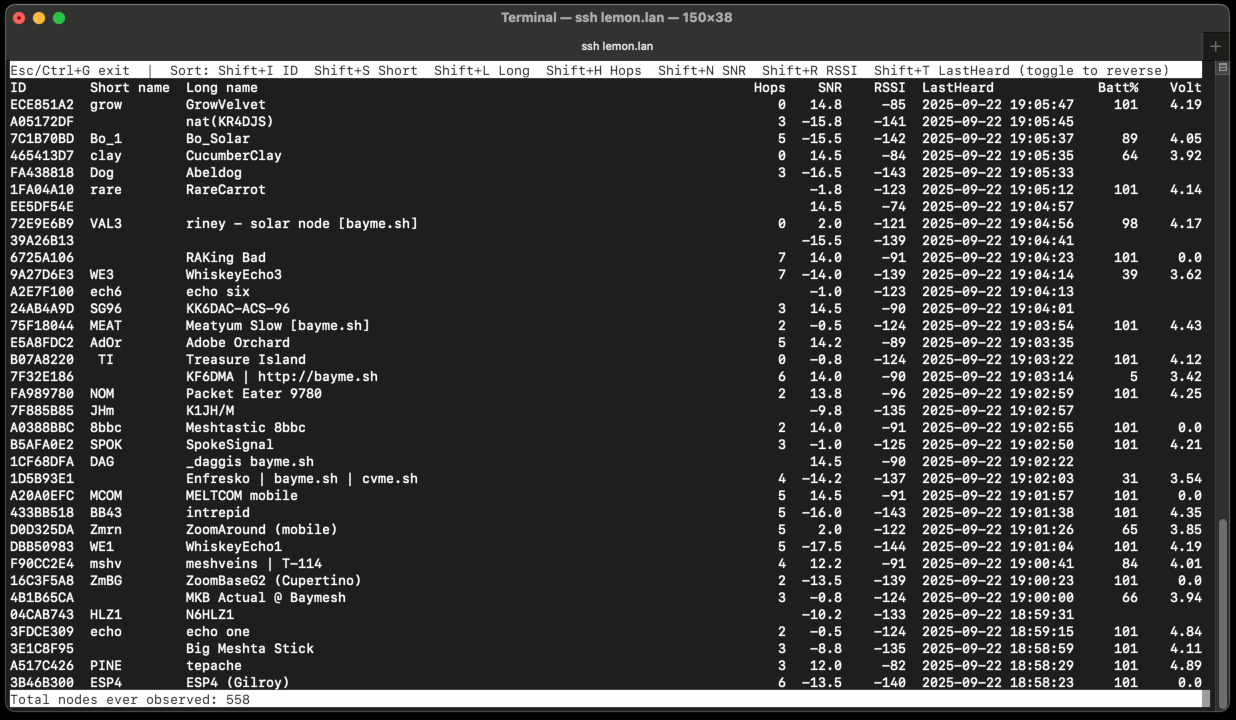 Terminal — ssh lemon.lan — 150×38
ssh lemon.lan
Esc/Ctrl+G exit  |  Sort: Shift+I ID  Shift+S Short  Shift+L Long  Shift+H Hops  Shift+N SNR  Shift+R RSSI  Shift+T LastHeard (toggle to reverse)
ID Short name Long name Hops SNR RSSI LastHeard Batt% Volt
ECE851A2 grow GrowVelvet 0 14.8 -85 2025-09-22 19:05:47 101 4.19
A05172DF nat(KR4DJS) 3 -15.8 -141 2025-09-22 19:05:45
7C1B70BD Bo_1 Bo_Solar 5 -15.5 -142 2025-09-22 19:05:37 89 4.05
465413D7 clay CucumberClay 0 14.5 -84 2025-09-22 19:05:35 64 3.92
FA438818 Dog Abeldog 3 -16.5 -143 2025-09-22 19:05:33
1FA04A10 rare RareCarrot -1.8 -123 2025-09-22 19:05:12 101 4.14
EE5DF54E 14.5 -74 2025-09-22 19:04:57
72E9E6B9 VAL3 riney - solar node [bayme.sh] 0 2.0 -121 2025-09-22 19:04:56 98 4.17
39A26B13 -15.5 -139 2025-09-22 19:04:41
6725A106 RAKing Bad 7 14.0 -91 2025-09-22 19:04:23 101 0.0
9A27D6E3 WE3 WhiskeyEcho3 7 -14.0 -139 2025-09-22 19:04:14 39 3.62
A2E7F100 ech6 echo six -1.0 -123 2025-09-22 19:04:13
24AB4A9D SG96 KK6DAC-ACS-96 3 14.5 -90 2025-09-22 19:04:01
75F18044 MEAT Meatyum Slow [bayme.sh] 2 -0.5 -124 2025-09-22 19:03:54 101 4.43
E5A8FDC2 AdOr Adobe Orchard 5 14.2 -89 2025-09-22 19:03:35
B07A8220 TI Treasure Island 0 -0.8 -124 2025-09-22 19:03:22 101 4.12
7F32E186 KF6DMA | http://bayme.sh 6 14.0 -90 2025-09-22 19:03:14 5 3.42
FA989780 NOM Packet Eater 9780 2 13.8 -96 2025-09-22 19:02:59 101 4.25
7F885B85 JHm K1JH/M -9.8 -135 2025-09-22 19:02:57
A0388BBC 8bbc Meshtastic 8bbc 2 14.0 -91 2025-09-22 19:02:55 101 0.0
B5AFA0E2 SPOK SpokeSignal 3 -1.0 -125 2025-09-22 19:02:50 101 4.21
1CF68DFA DAG _daggis bayme.sh 14.5 -90 2025-09-22 19:02:22
1D5B93E1 Enfresko | bayme.sh | cvme.sh 4 -14.2 -137 2025-09-22 19:02:03 31 3.54
A20A0EFC MCOM MELTCOM mobile 5 14.5 -91 2025-09-22 19:01:57 101 0.0
433BB518 BB43 intrepid 5 -16.0 -143 2025-09-22 19:01:38 101 4.35
D0D325DA Zmrn ZoomAround (mobile) 5 2.0 -122 2025-09-22 19:01:26 65 3.85
DBB50983 WE1 WhiskeyEcho1 5 -17.5 -144 2025-09-22 19:01:04 101 4.19
F90CC2E4 mshv meshveins | T-114 4 12.2 -91 2025-09-22 19:00:41 84 4.01
16C3F5A8 ZmBG ZoomBaseG2 (Cupertino) 2 -13.5 -139 2025-09-22 19:00:23 101 0.0
4B1B65CA MKB Actual @ Baymesh 3 -0.8 -124 2025-09-22 19:00:00 66 3.94
04CAB743 HLZ1 N6HLZ1 -10.2 -133 2025-09-22 18:59:31
3FDCE309 echo echo one 2 -0.5 -124 2025-09-22 18:59:15 101 4.84
3E1C8F95 Big Meshta Stick 3 -8.8 -135 2025-09-22 18:58:59 101 4.11
A517C426 PINE tepache 3 12.0 -82 2025-09-22 18:58:29 101 4.89
3B46B300 ESP4 ESP4 (Gilroy) 6 -13.5 -140 2025-09-22 18:58:23 101 0.0
Total nodes ever observed: 558